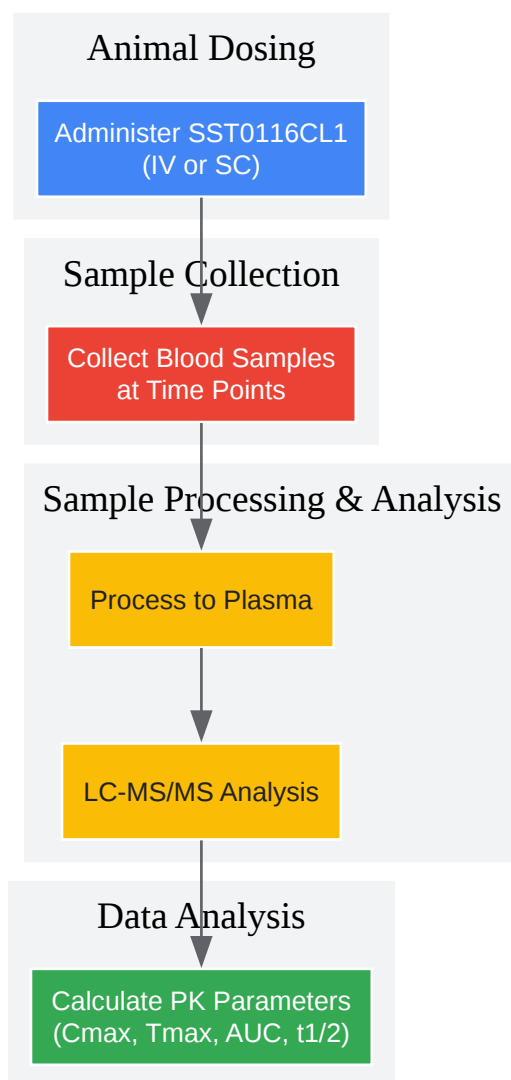 Animal Dosing
Administer SST0116CL1
(IV or SC)
Sample Collection
Collect Blood Samples
at Time Points
Sample Processing & Analysis
Process to Plasma
LC-MS/MS Analysis
Data Analysis
Calculate PK Parameters
(Cmax, Tmax, AUC, t1/2)